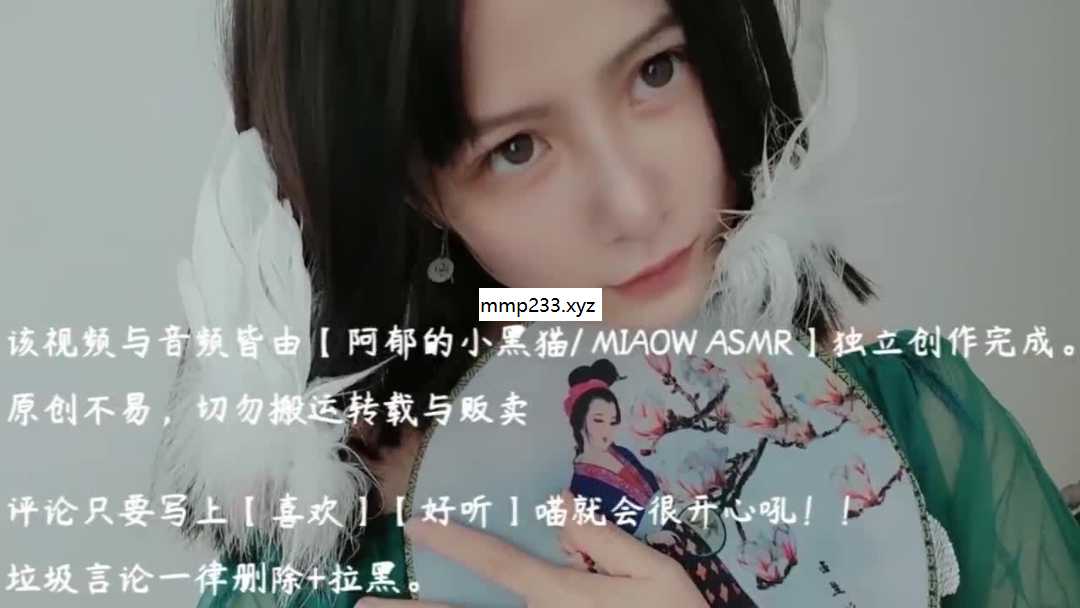 mmp233.xyz
该视频与音频皆由【阿郁的小黑猫/ MIAOW ASMR】独立创作完成。
原创不易，切勿搬运转载与贩卖
评论只要写上【喜欢】【好听】喵就会很开心吼！！
垃圾言论一律删除+拉黑。